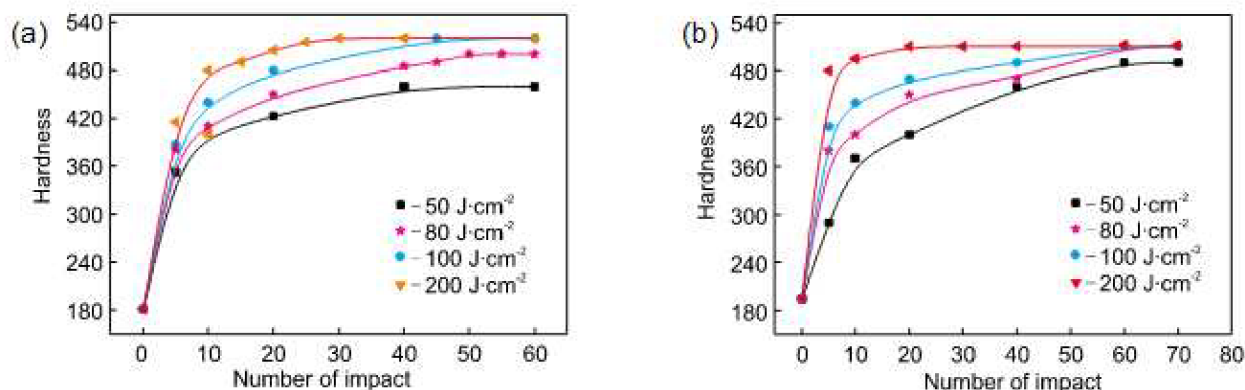 (a)
540
480
420
360
300
240
180
Hardness
0 10 20 30 40 50 60
Number of impact
50 J·cm-2
80 J·cm-2
100 J·cm-2
200 J·cm-2
(b)
540
480
420
360
300
240
180
Hardness
0 10 20 30 40 50 60 70 80
Number of impact
50 J·cm-2
80 J·cm-2
100 J·cm-2
200 J·cm-2